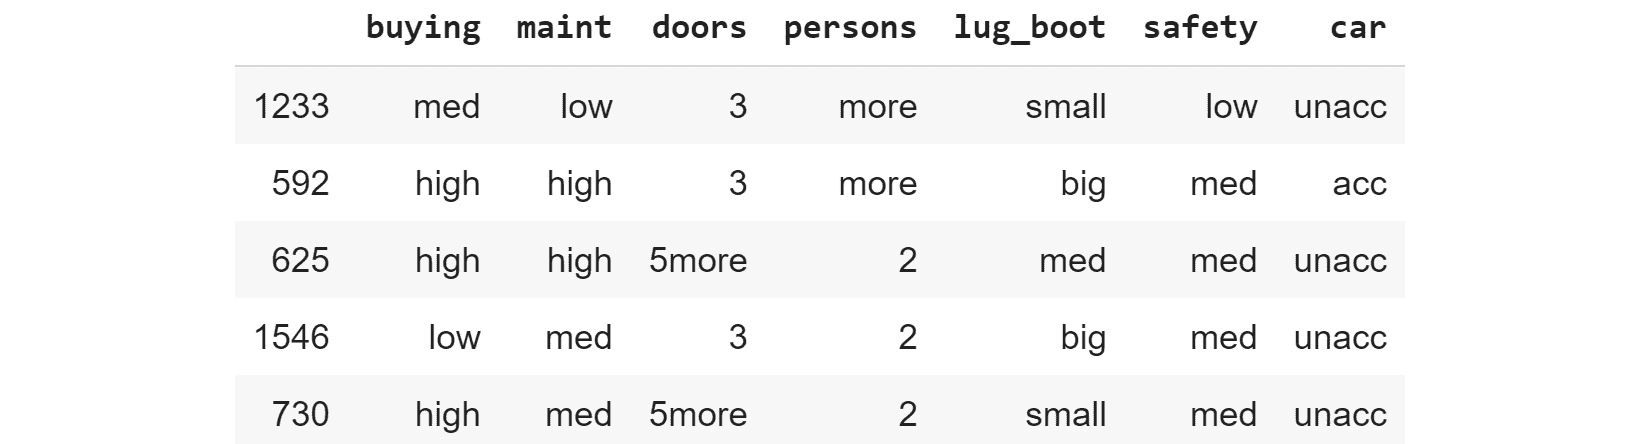 buying maint doors persons lug_boot safety car
1233 med low 3 more small low unacc
592 high high 3 more big med acc
625 high high 5more 2 med med unacc
1546 low med 3 2 big med unacc
730 high med 5more 2 small med unacc